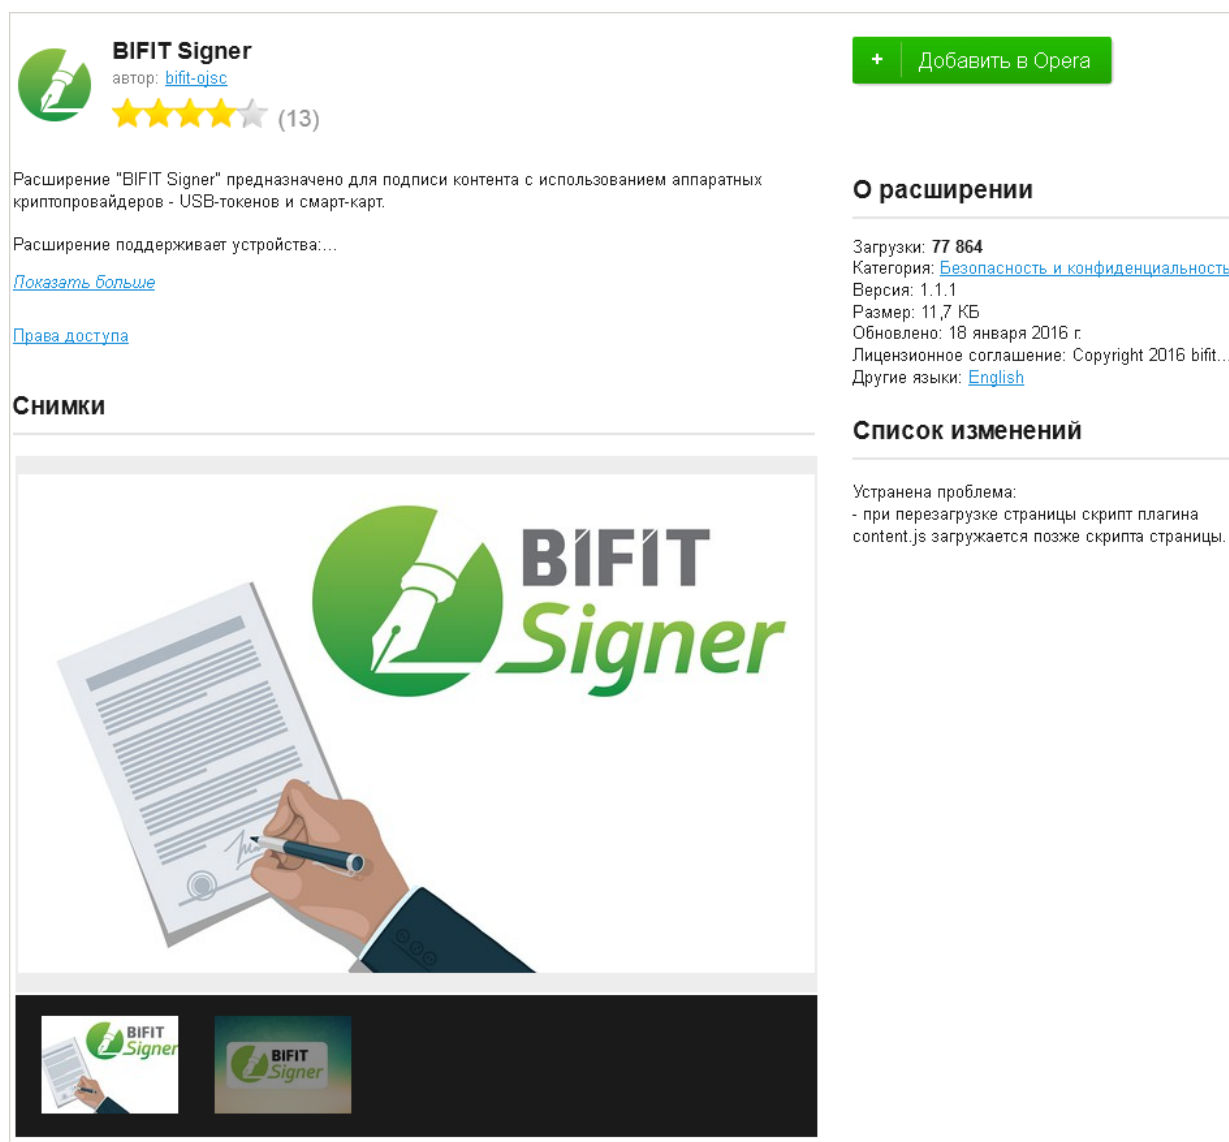 BIFIT Signer
автор: bifit-ojsc
(13)
+ Добавить в Opera
Расширение "BIFIT Signer" предназначено для подписи контента с использованием аппаратных
криптопровайдеров - USB-токенов и смарт-карт.
Расширение поддерживает устройства:...
Показать больше
Права доступа
Снимки
BIFIT
Signer
BIFIT
Signer
BIFIT
Signer
О расширении
Загрузки: 77 864
Категория: Безопасность и конфиденциальность
Версия: 1.1.1
Размер: 11,7 КБ
Обновлено: 18 января 2016 г.
Лицензионное соглашение: Copyright 2016 bifit...
Другие языки: English
Список изменений
Устранена проблема:
- при перезагрузке страницы скрипт плагина
content.js загружается позже скрипта страницы.